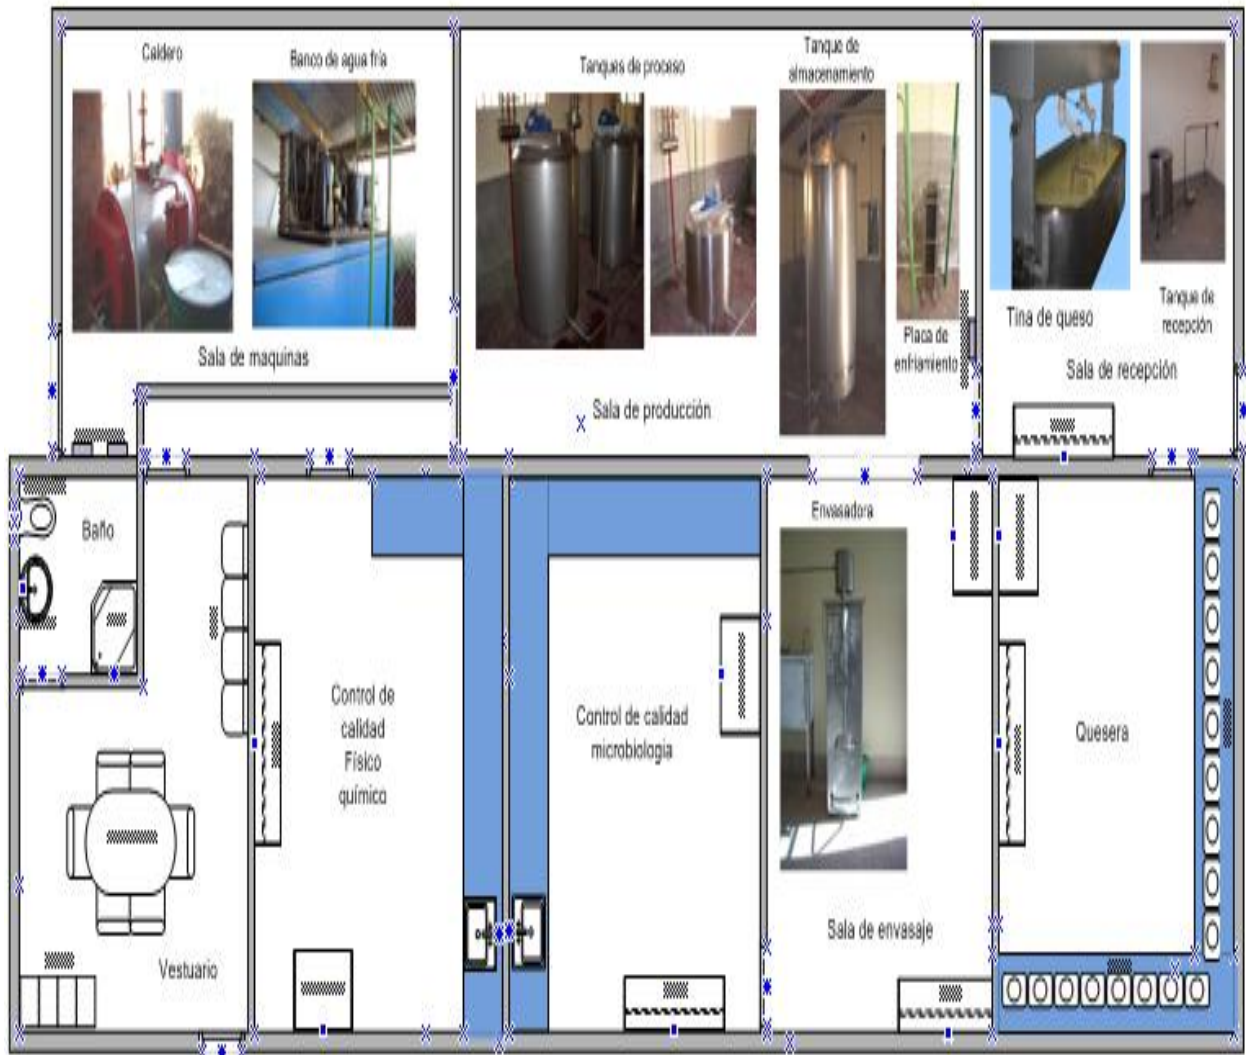 Caldero
Banco de agua fria
Tanques de proceso
Tanque de
almacenamiento
Placa de
enfriamiento
Tina de queso
Tanque de
recepción
Sala de maquinas
Sala de producción
Sala de recepción
Baño
Envasadora
Control de
calidad
Físico
químico
Control de calidad
microbiologia
Quesera
Sala de envasaje
Vestuario